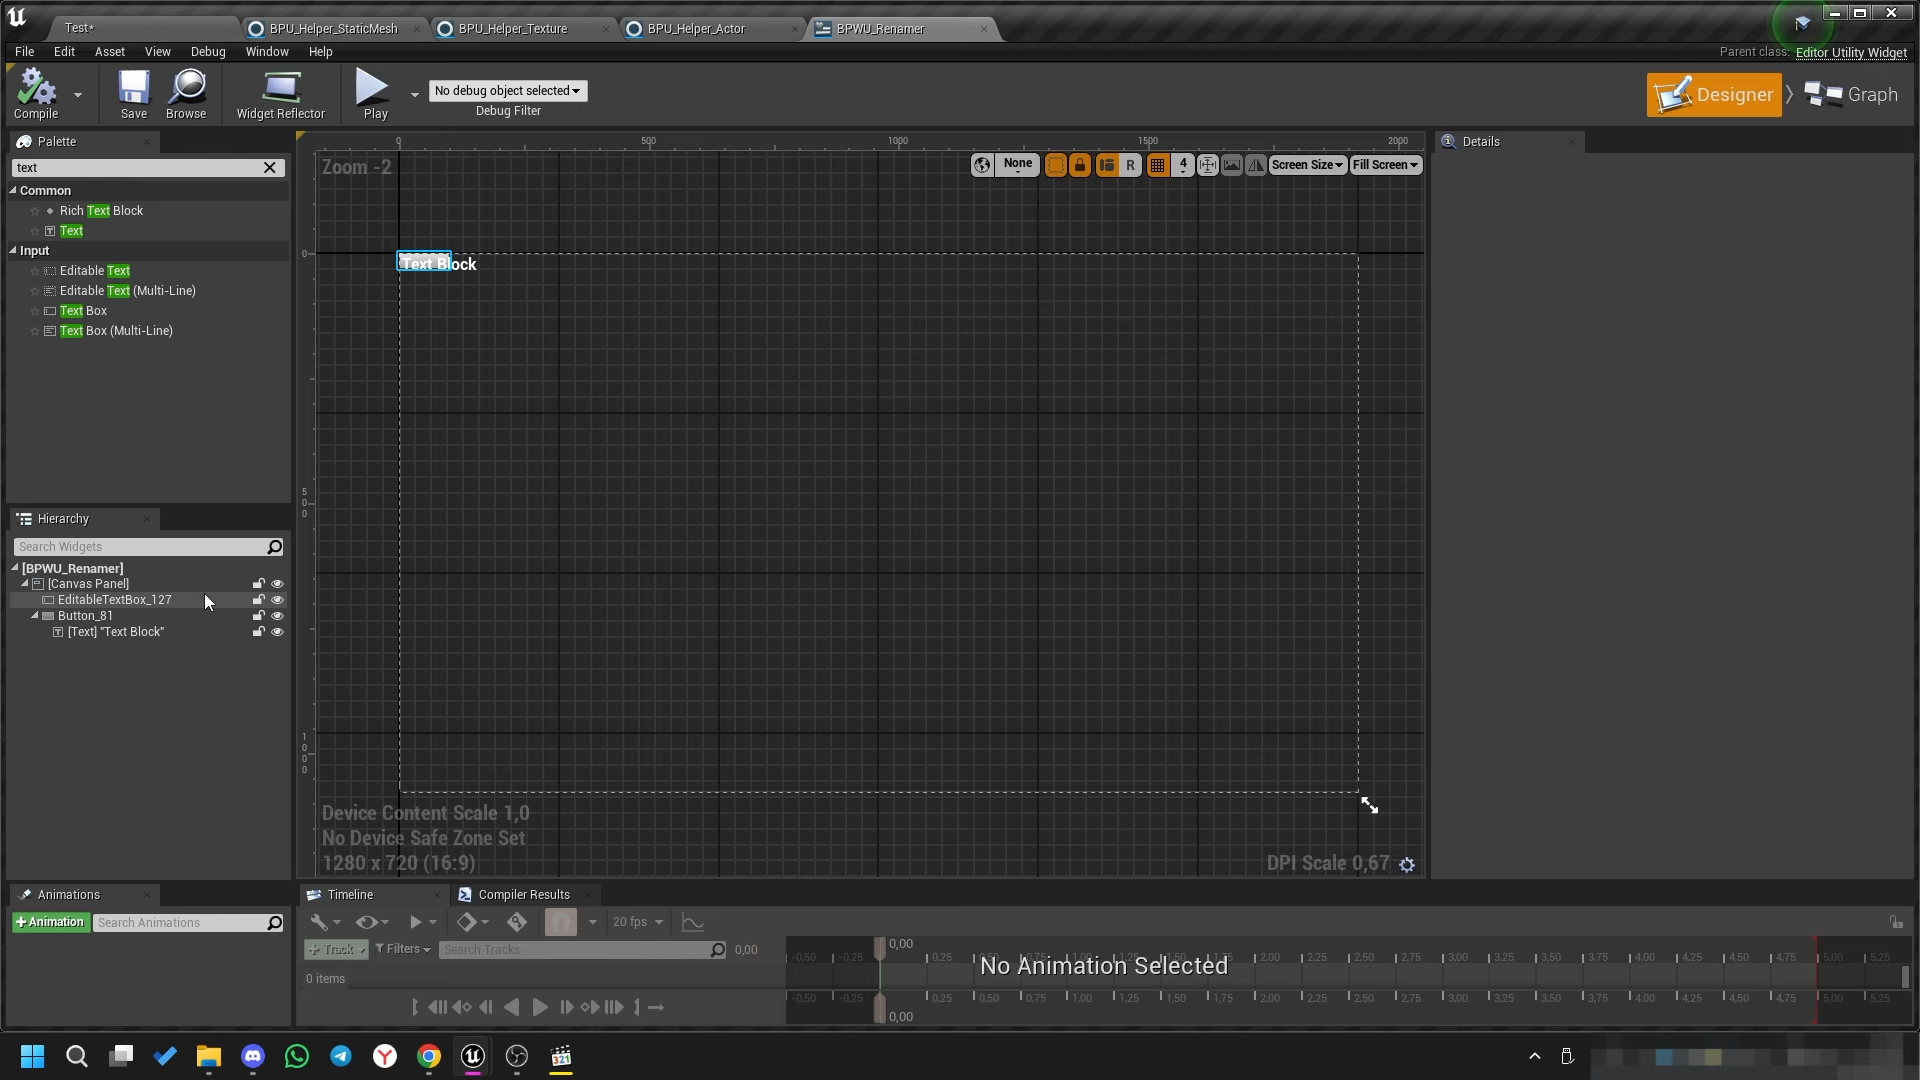 Test*
BPU_Helper_StaticMesh
BPU_Helper_Texture
BPU_Helper_Actor
BPWU_Renamer
File Edit Asset View Debug Window Help
Parent class: Editor Utility Widget
Compile
Save
Browse
Widget Reflector
Play
No debug object selected
Debug Filter
Designer
Graph
Palette
text
Common
Rich Text Block
Text
Input
Editable Text
Editable Text (Multi-Line)
Text Box
Text Box (Multi-Line)
Hierarchy
Search Widgets
[BPWU_Renamer]
[Canvas Panel]
EditableTextBox_127
Button_81
[Text] "Text Block"
Animations
+Animation
Search Animations
0 500 1000 1500 2000
Zoom -2
None
R
4
Screen Size
Fill Screen
0
500
1000
Text Block
Device Content Scale 1,0
No Device Safe Zone Set
1280 x 720 (16:9)
DPI Scale 0,67
Details
Timeline
Compiler Results
20 fps
+ Track
Filters
Search Tracks
0,00
0 items
0,00
-0,50 -0,25 0,25 0,50 0,75 1,00 1,25 1,50 1,75 2,00 2,25 2,50 2,75 3,00 3,25 3,50 3,75 4,00 4,25 4,50 4,75 5,00 5,25
No Animation Selected
-0,50 -0,25 0,25 0,50 0,75 1,00 1,25 1,50 1,75 2,00 2,25 2,50 2,75 3,00 3,25 3,50 3,75 4,00 4,25 4,50 4,75 5,00 5,25
0,00
321